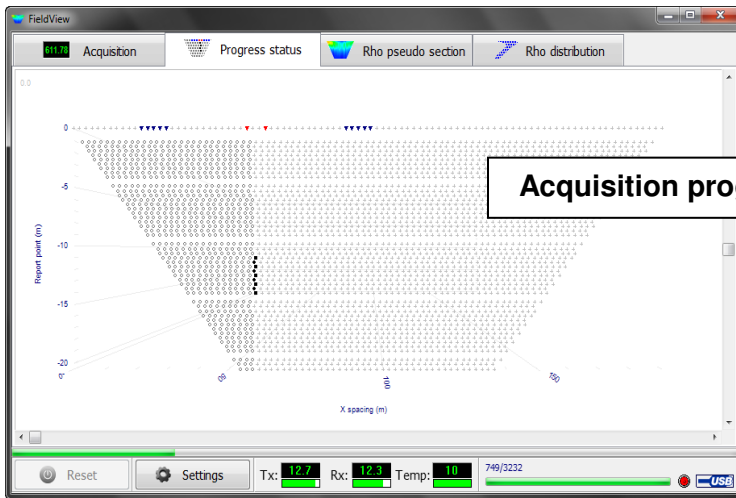 FieldView
611.78 Acquisition Progress status Rho pseudo section Rho distribution
0.0
0
-5
Acquisition prog
-10
Report point (m)
-15
-20
0"
50
100
150
X spacing (m)
Reset Settings Tx: 12.7 Rx: 12.3 Temp: 10 749/3232 USB